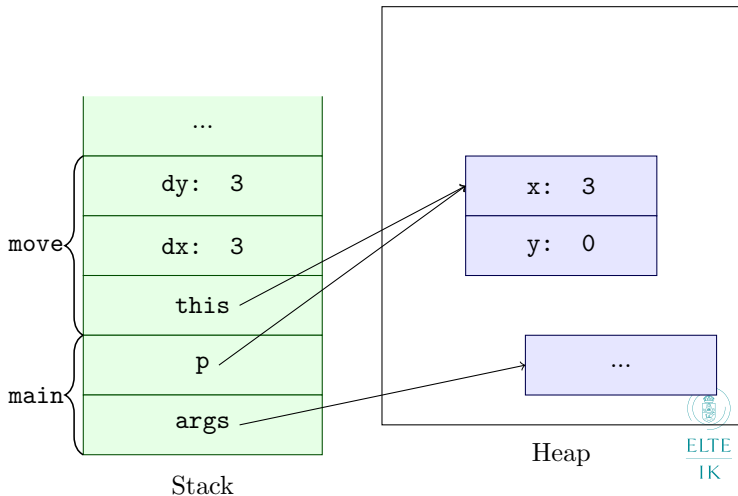 ...
dy: 3
dx: 3
this
p
args
move
main
Stack
x: 3
y: 0
...
Heap
ELTE
IK